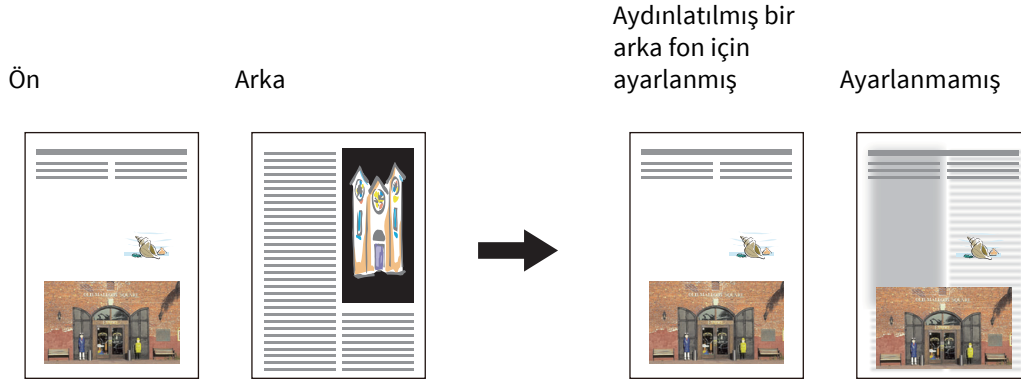 Ön
Arka
Aydınlatılmış bir
arka fon için
ayarlanmış
Ayarlanmamış